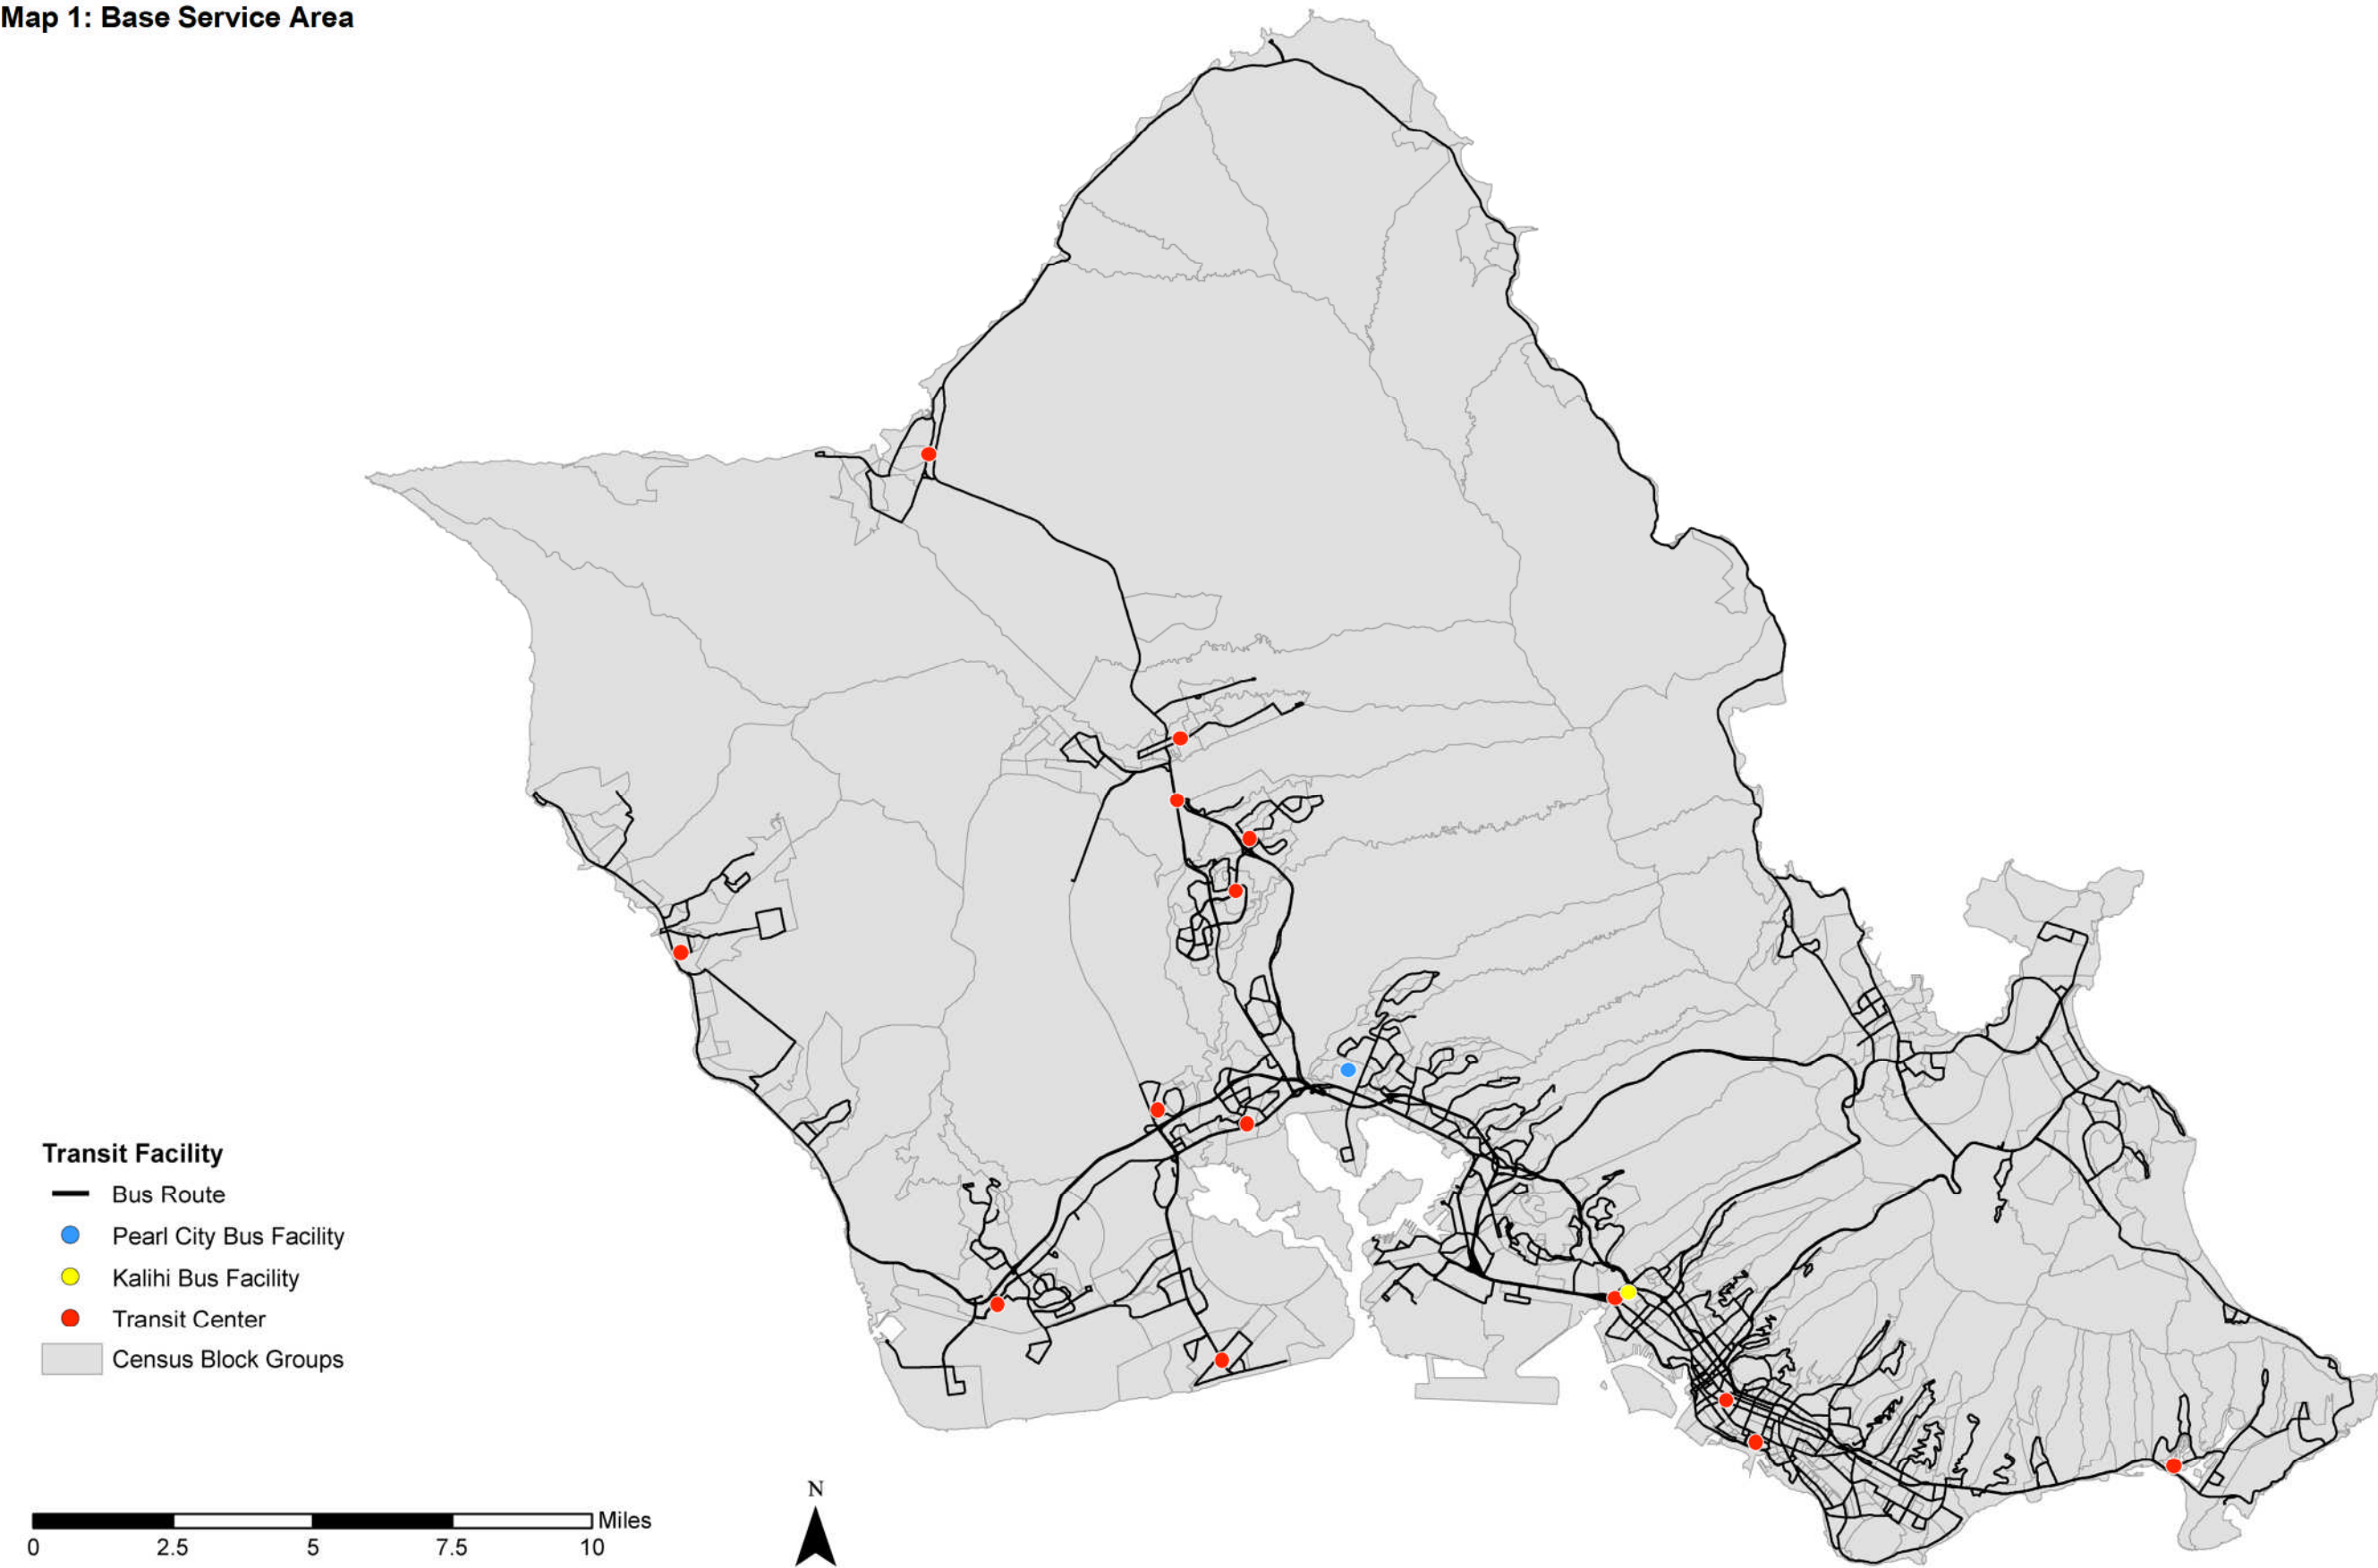 Map 1: Base Service Area
Transit Facility
Bus Route
Pearl City Bus Facility
Kalihi Bus Facility
Transit Center
Census Block Groups
N
Miles
0 2.5 5 7.5 10